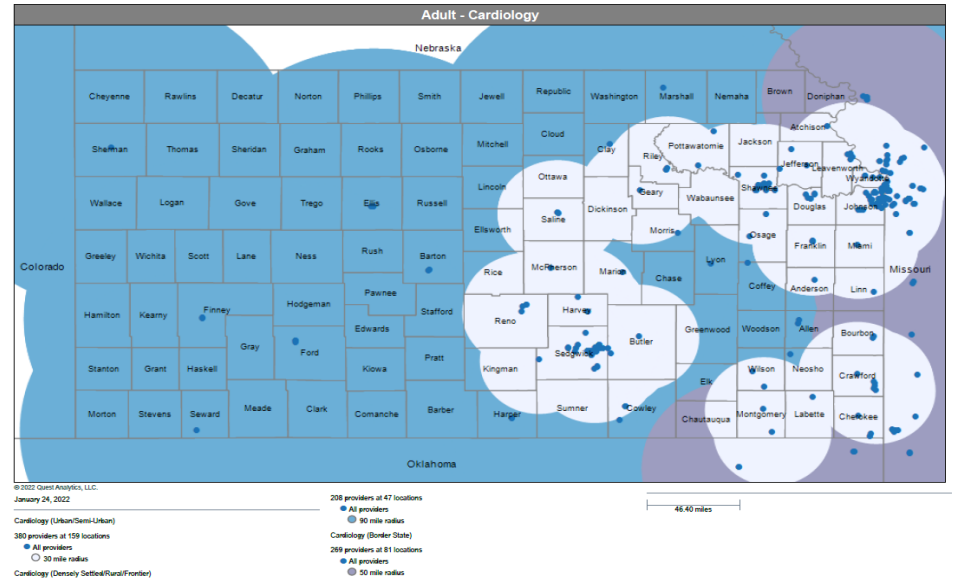 Adult - Cardiology
Nebraska
Cheyenne Rawlins Decatur Norton Phillips Smith Jewell Republic Washington Marshall Nemaha Brown Doniphan
Cloud Atchison
Sherman Thomas Sheridan Graham Rooks Osborne Mitchell Clay Riley Pottawatomie Jackson Jefferson Leavenworth
Ottawa Wyandotte
Lincoln Geary Shawnee
Wallace Logan Gove Trego Ellis Russell Dickinson Wabaunsee Douglas Johnson
Saline
Ellsworth Morris Osage
Greeley Wichita Scott Lane Ness Rush Barton Franklin Miami
Colorado Rice McPherson Marion Lyon Missouri
Chase
Hamilton Kearny Finney Hodgeman Pawnee Coffey Anderson Linn
Stafford Reno Harvey
Edwards Greenwood Woodson Allen Bourbon
Gray Ford Butler
Sedgwick
Pratt
Stanton Grant Haskell Kiowa Kingman Wilson Neosho Crawford
Elk
Morton Stevens Seward Meade Clark Comanche Barber Harper Sumner Cowley Chautauqua Montgomery Labette Cherokee
Oklahoma
© 2022 Quest Analytics, LLC.
January 24, 2022
Cardiology (Urban/Semi-Urban)
380 providers at 159 locations
All providers
30 mile radius
Cardiology (Densely Settled/Rural/Frontier)
208 providers at 47 locations
All providers
90 mile radius
Cardiology (Border State)
269 providers at 81 locations
All providers
50 mile radius
46.40 miles